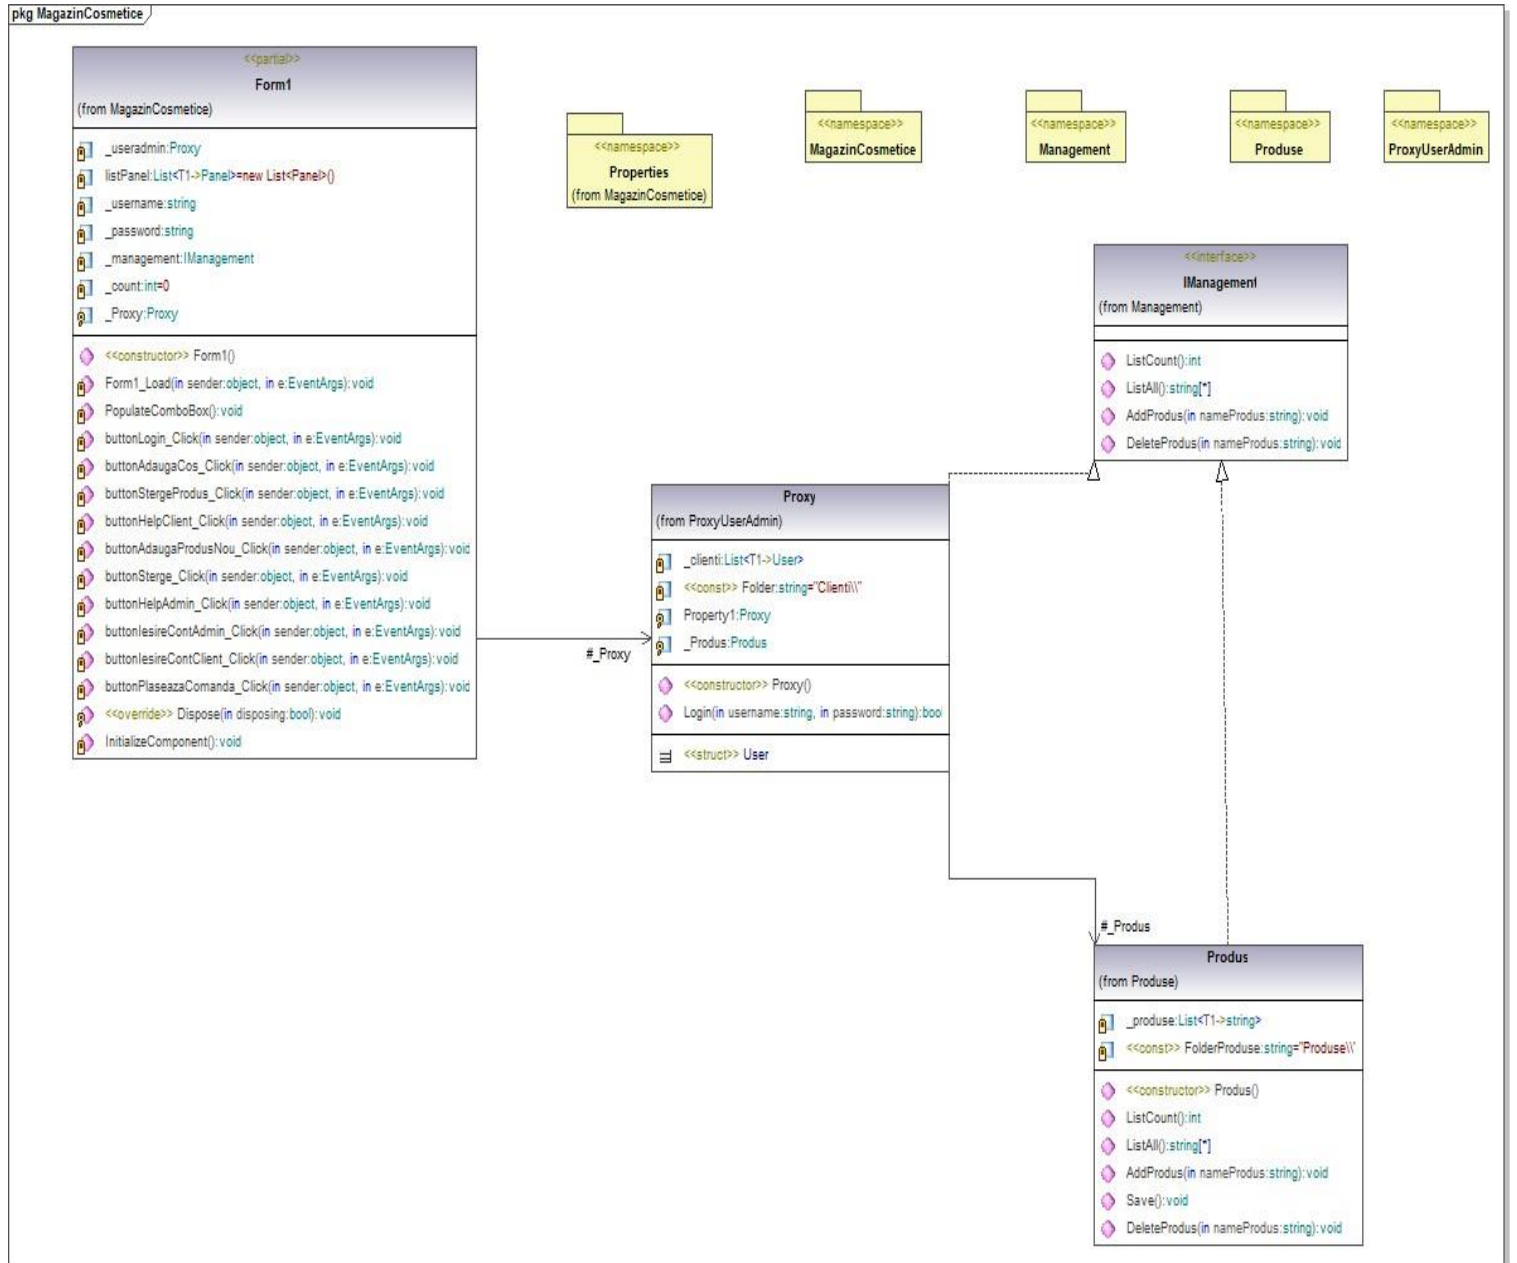 pkg MagazinCosmetice
<<partial>>
Form1
(from MagazinCosmetice)
_useradmin:Proxy
listPanel:List<T1->Panel>=new List<Panel>()
_username:string
_password:string
_management:IManagement
_count:int=0
_Proxy:Proxy
<<constructor>> Form1()
Form1_Load(in sender:object, in e:EventArgs):void
PopulateComboBox():void
buttonLogin_Click(in sender:object, in e:EventArgs):void
buttonAdaugaCos_Click(in sender:object, in e:EventArgs):void
buttonStergeProdus_Click(in sender:object, in e:EventArgs):void
buttonHelpClient_Click(in sender:object, in e:EventArgs):void
buttonAdaugaProdusNou_Click(in sender:object, in e:EventArgs):void
buttonSterge_Click(in sender:object, in e:EventArgs):void
buttonHelpAdmin_Click(in sender:object, in e:EventArgs):void
buttonIesireContAdmin_Click(in sender:object, in e:EventArgs):void
buttonIesireContClient_Click(in sender:object, in e:EventArgs):void
buttonPlaseazaComanda_Click(in sender:object, in e:EventArgs):void
<<override>> Dispose(in disposing:bool):void
InitializeComponent():void
<<namespace>>
Properties
(from MagazinCosmetice)
<<namespace>>
MagazinCosmetice
<<namespace>>
Management
<<namespace>>
Produse
<<namespace>>
ProxyUserAdmin
<<interface>>
IManagement
(from Management)
ListCount():int
ListAll():string[*]
AddProdus(in nameProdus:string):void
DeleteProdus(in nameProdus:string):void
#_Proxy
Proxy
(from ProxyUserAdmin)
_clienti:List<T1->User>
<<const>> Folder:string="Clienti\\"
Property1:Proxy
_Produs:Produs
<<constructor>> Proxy()
Login(in username:string, in password:string):bool
<<struct>> User
#_Produs
Produs
(from Produse)
_produse:List<T1->string>
<<const>> FolderProduse:string="Produse\\"
<<constructor>> Produs()
ListCount():int
ListAll():string[*]
AddProdus(in nameProdus:string):void
Save():void
DeleteProdus(in nameProdus:string):void